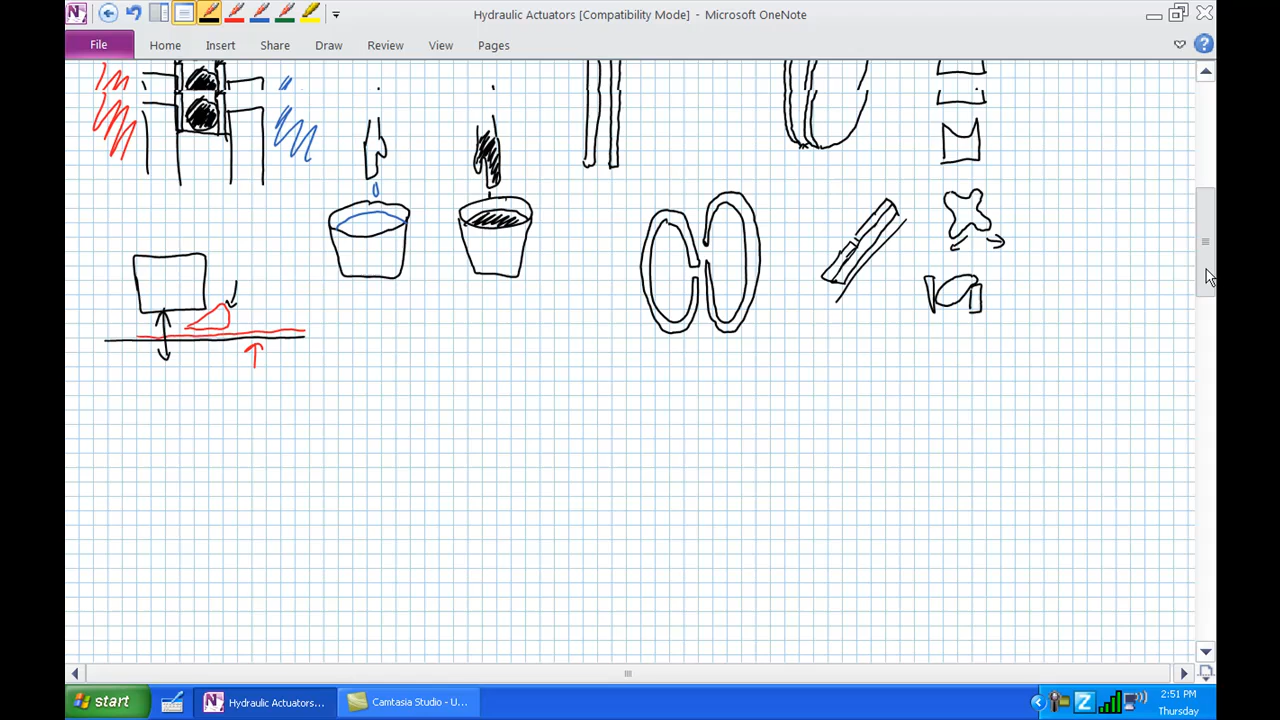 Hydraulic Actuators [Compatibility Mode] - Microsoft OneNote
File Home Insert Share Draw Review View Pages
start
Hydraulic Actuators...
Camtasia Studio - U...
2:51 PM
Thursday